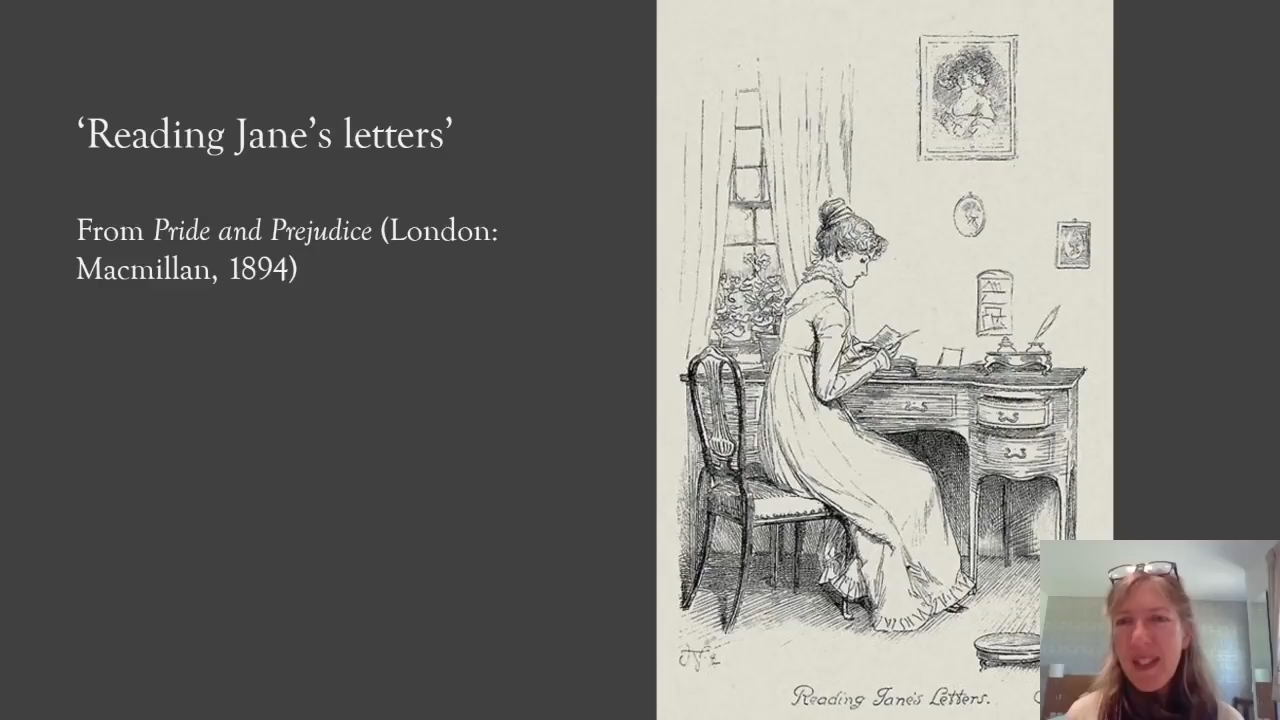 ‘Reading Jane’s letters’
From Pride and Prejudice (London:
Macmillan, 1894)
Reading Jane's Letters.